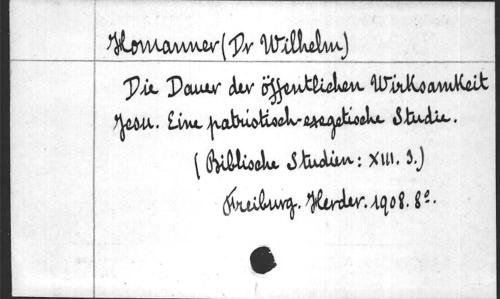 Homanner (Dr Wilhelm)
Die Dauer der öffentlichen Wirksamkeit
Jesu. Eine patristisch-exegetische Studie.
(Biblische Studien: XIII. 3.)
Freiburg. Herder. 1908. 8º.